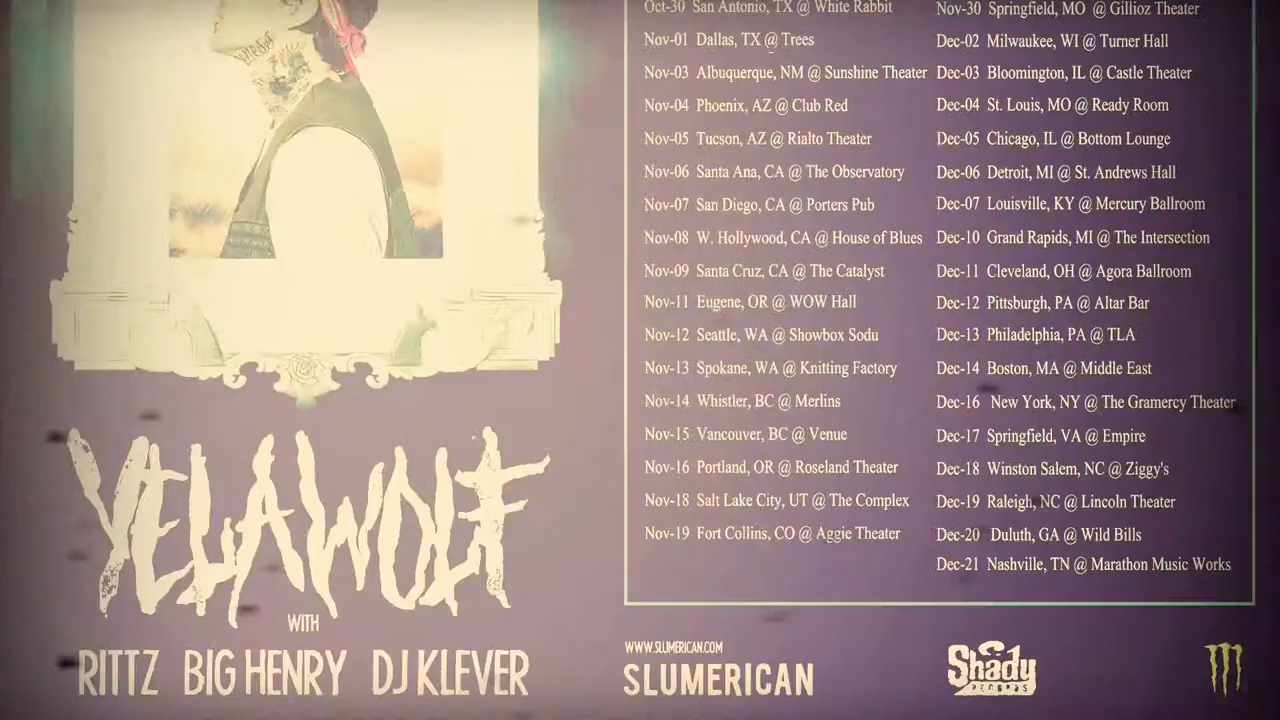 Oct-30 San Antonio, TX @ White Rabbit
Nov-01 Dallas, TX @ Trees
Nov-03 Albuquerque, NM @ Sunshine Theater
Nov-04 Phoenix, AZ @ Club Red
Nov-05 Tucson, AZ @ Rialto Theater
Nov-06 Santa Ana, CA @ The Observatory
Nov-07 San Diego, CA @ Porters Pub
Nov-08 W. Hollywood, CA @ House of Blues
Nov-09 Santa Cruz, CA @ The Catalyst
Nov-11 Eugene, OR @ WOW Hall
Nov-12 Seattle, WA @ Showbox Sodu
Nov-13 Spokane, WA @ Knitting Factory
Nov-14 Whistler, BC @ Merlins
Nov-15 Vancouver, BC @ Venue
Nov-16 Portland, OR @ Roseland Theater
Nov-18 Salt Lake City, UT @ The Complex
Nov-19 Fort Collins, CO @ Aggie Theater
Nov-30 Springfield, MO @ Gillioz Theater
Dec-02 Milwaukee, WI @ Turner Hall
Dec-03 Bloomington, IL @ Castle Theater
Dec-04 St. Louis, MO @ Ready Room
Dec-05 Chicago, IL @ Bottom Lounge
Dec-06 Detroit, MI @ St. Andrews Hall
Dec-07 Louisville, KY @ Mercury Ballroom
Dec-10 Grand Rapids, MI @ The Intersection
Dec-11 Cleveland, OH @ Agora Ballroom
Dec-12 Pittsburgh, PA @ Altar Bar
Dec-13 Philadelphia, PA @ TLA
Dec-14 Boston, MA @ Middle East
Dec-16 New York, NY @ The Gramercy Theater
Dec-17 Springfield, VA @ Empire
Dec-18 Winston Salem, NC @ Ziggy's
Dec-19 Raleigh, NC @ Lincoln Theater
Dec-20 Duluth, GA @ Wild Bills
Dec-21 Nashville, TN @ Marathon Music Works
YELAWOLF
WITH
RITTZ BIG HENRY DJ KLEVER
WWW.SLUMERICAN.COM
SLUMERICAN
Shady
RECORDS